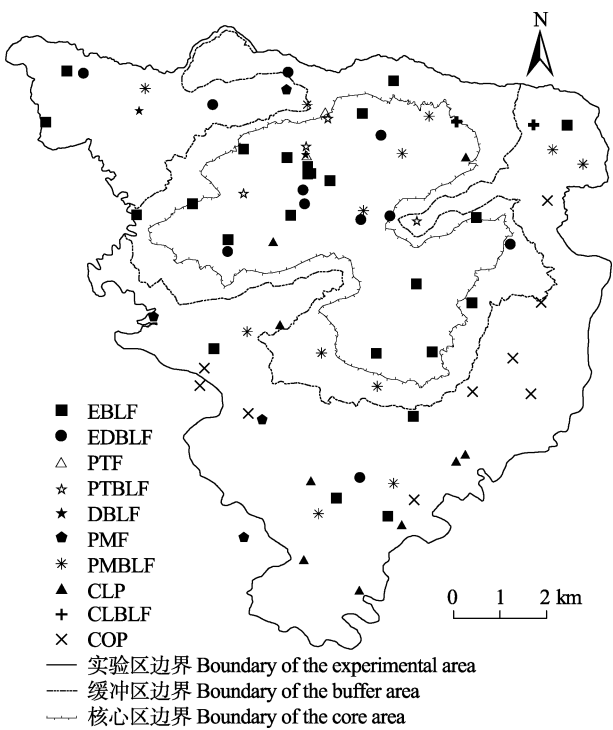 N
EBLF
EDBLF
PTF
PTBLF
DBLF
PMF
PMBLF
CLP
CLBLF
COP
0 1 2 km
实验区边界 Boundary of the experimental area
缓冲区边界 Boundary of the buffer area
核心区边界 Boundary of the core area